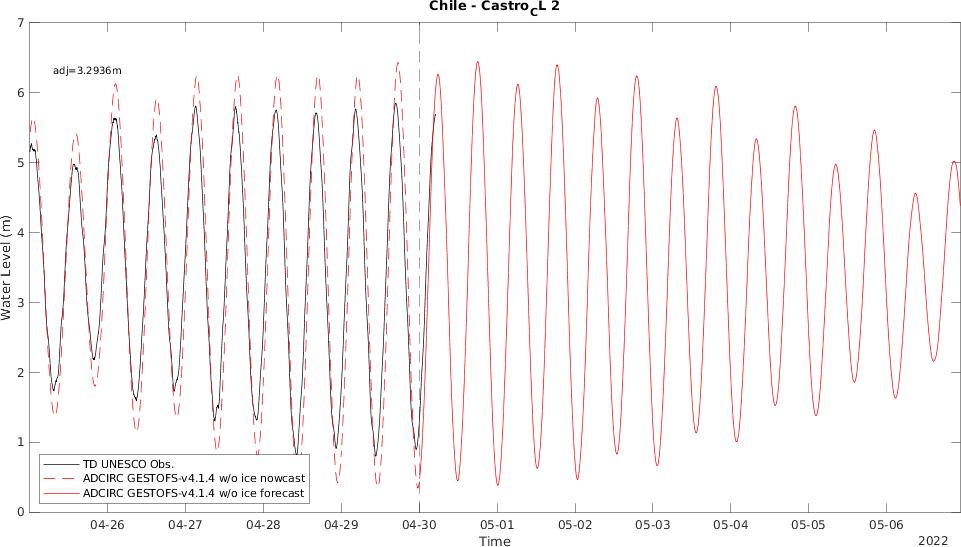 Chile - Castro_CL 2
7
adj=3.2936m
6
5
4
Water Level (m)
3
2
1
0
TD UNESCO Obs.
ADCIRC GESTOFS-v4.1.4 w/o ice nowcast
ADCIRC GESTOFS-v4.1.4 w/o ice forecast
04-26 04-27 04-28 04-29 04-30 05-01 05-02 05-03 05-04 05-05 05-06
Time
2022